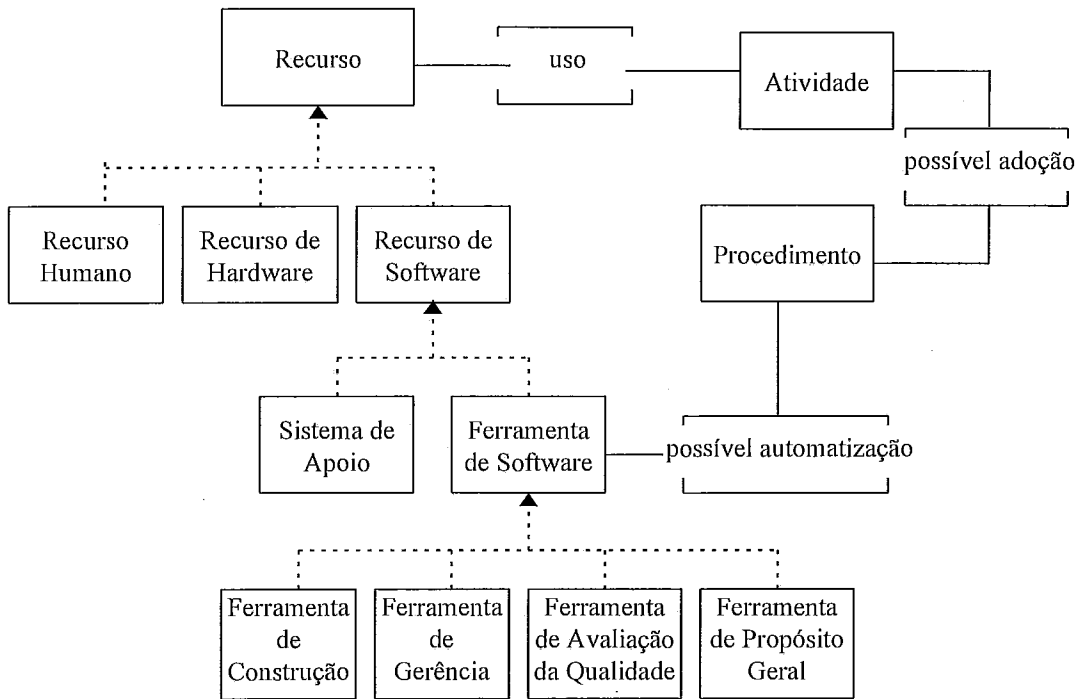 Recurso
uso
Atividade
possível adoção
Recurso
Humano
Recurso de
Hardware
Recurso de
Software
Procedimento
Sistema de
Apoio
Ferramenta
de Software
possível automatização
Ferramenta
de
Construção
Ferramenta
de
Gerência
Ferramenta
de Avaliação
da Qualidade
Ferramenta
de Propósito
Geral